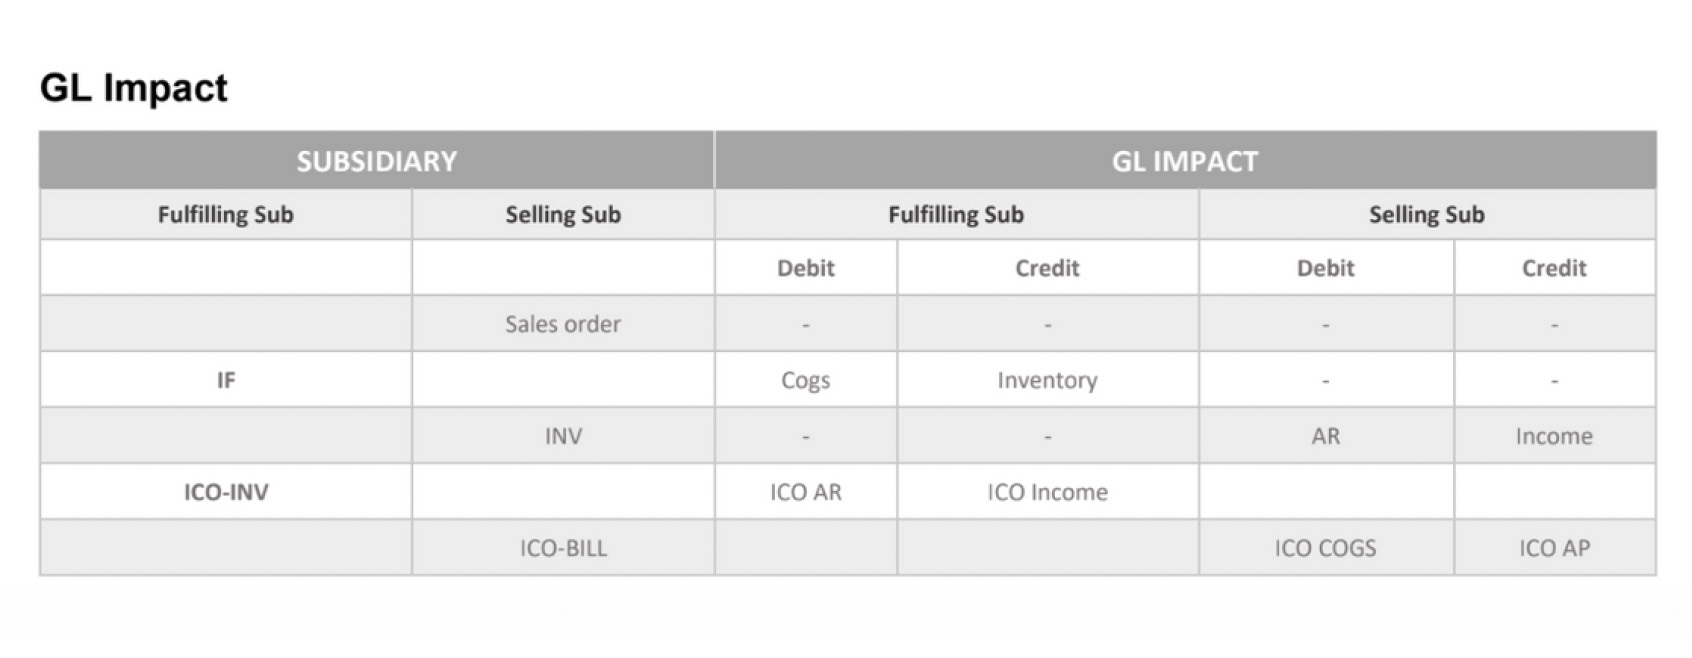 GL Impact
SUBSIDIARY GL IMPACT
Fulfilling Sub Selling Sub Fulfilling Sub Selling Sub
Debit Credit Debit Credit
Sales order - - - -
IF Cogs Inventory - -
INV - - AR Income
ICO-INV ICO AR ICO Income
ICO-BILL ICO COGS ICO AP